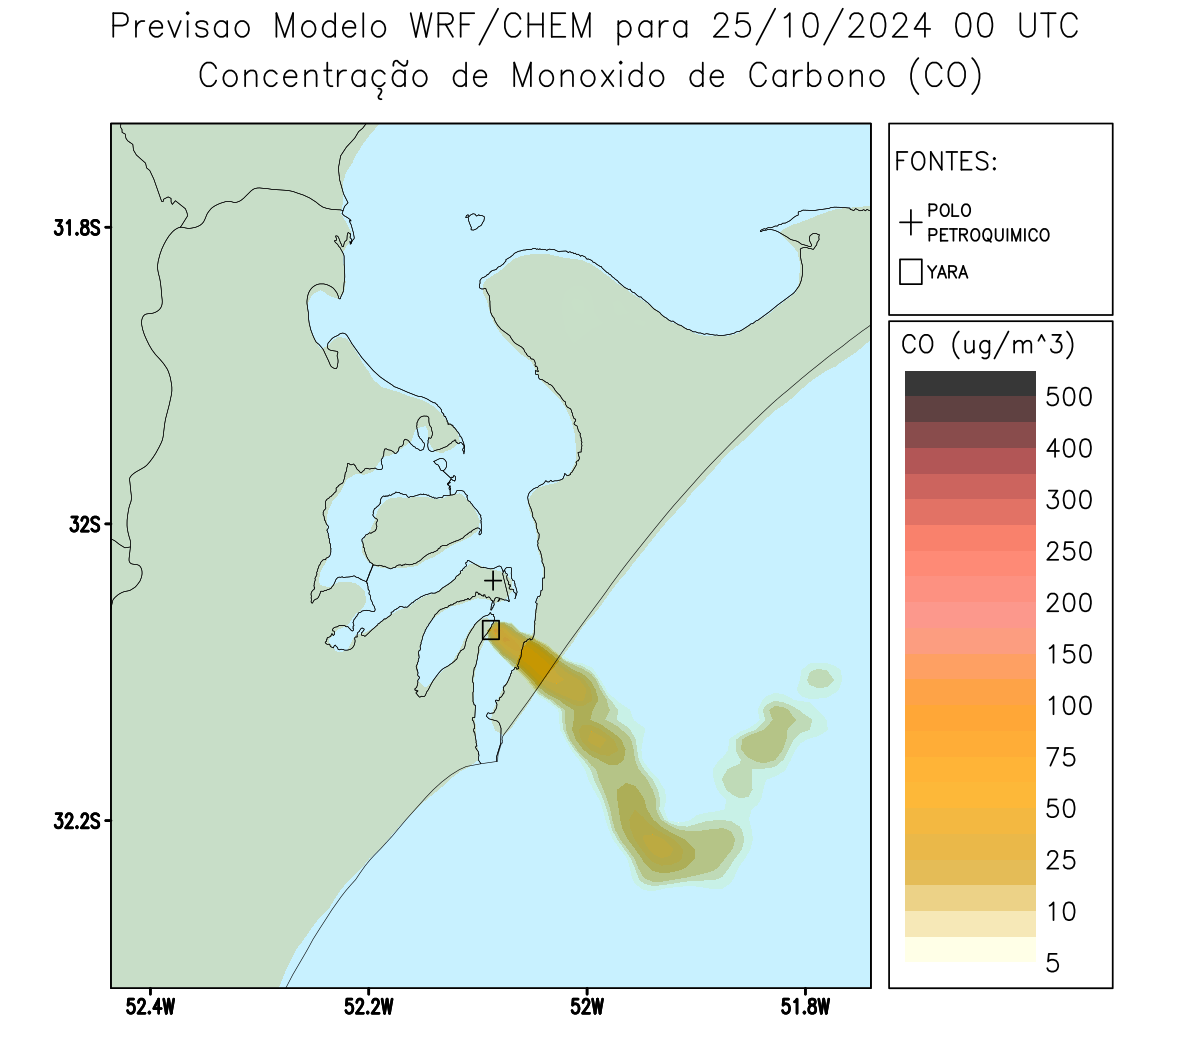 Previsao Modelo WRF/CHEM para 25/10/2024 00 UTC
Concentração de Monoxido de Carbono (CO)
FONTES:
POLO
PETROQUIMICO
YARA
CO (ug/m^3)
500
400
300
250
200
150
100
75
50
25
10
5
31.8S
32S
32.2S
52.4W
52.2W
52W
51.8W